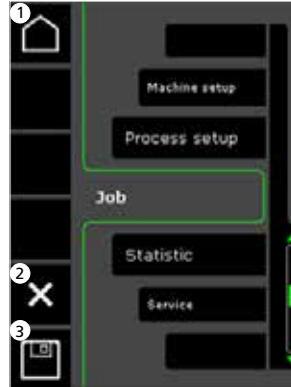 1
Machine setup
Process setup
Job
Statistic
2
Service
3